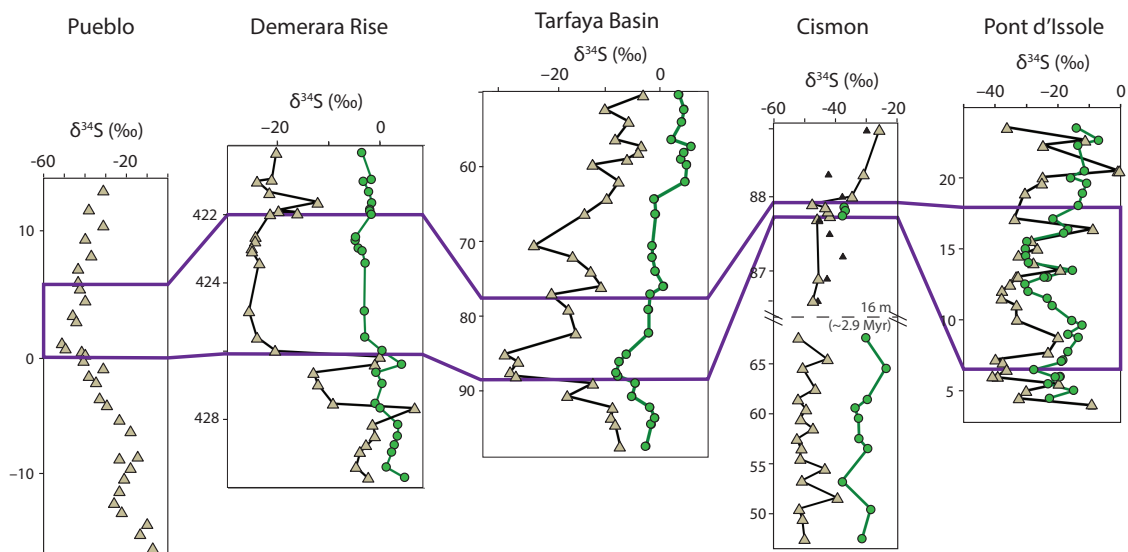 Pueblo
Demerara Rise
Tarfaya Basin
Cismon
Pont d'Issole
δ³⁴S (‰)
-60
-20
10
0
−10
δ³⁴S (‰)
−20
0
422
424
428
δ³⁴S (‰)
−20
0
60
70
80
90
δ³⁴S (‰)
-60
-40
-20
88
87
16 m
(~2.9 Myr)
65
60
55
50
δ³⁴S (‰)
−40
−20
0
20
15
10
5